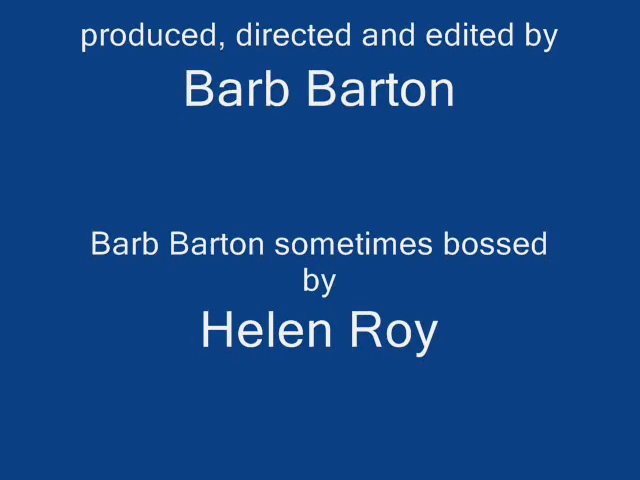 produced, directed and edited by
Barb Barton
Barb Barton sometimes bossed
by
Helen Roy